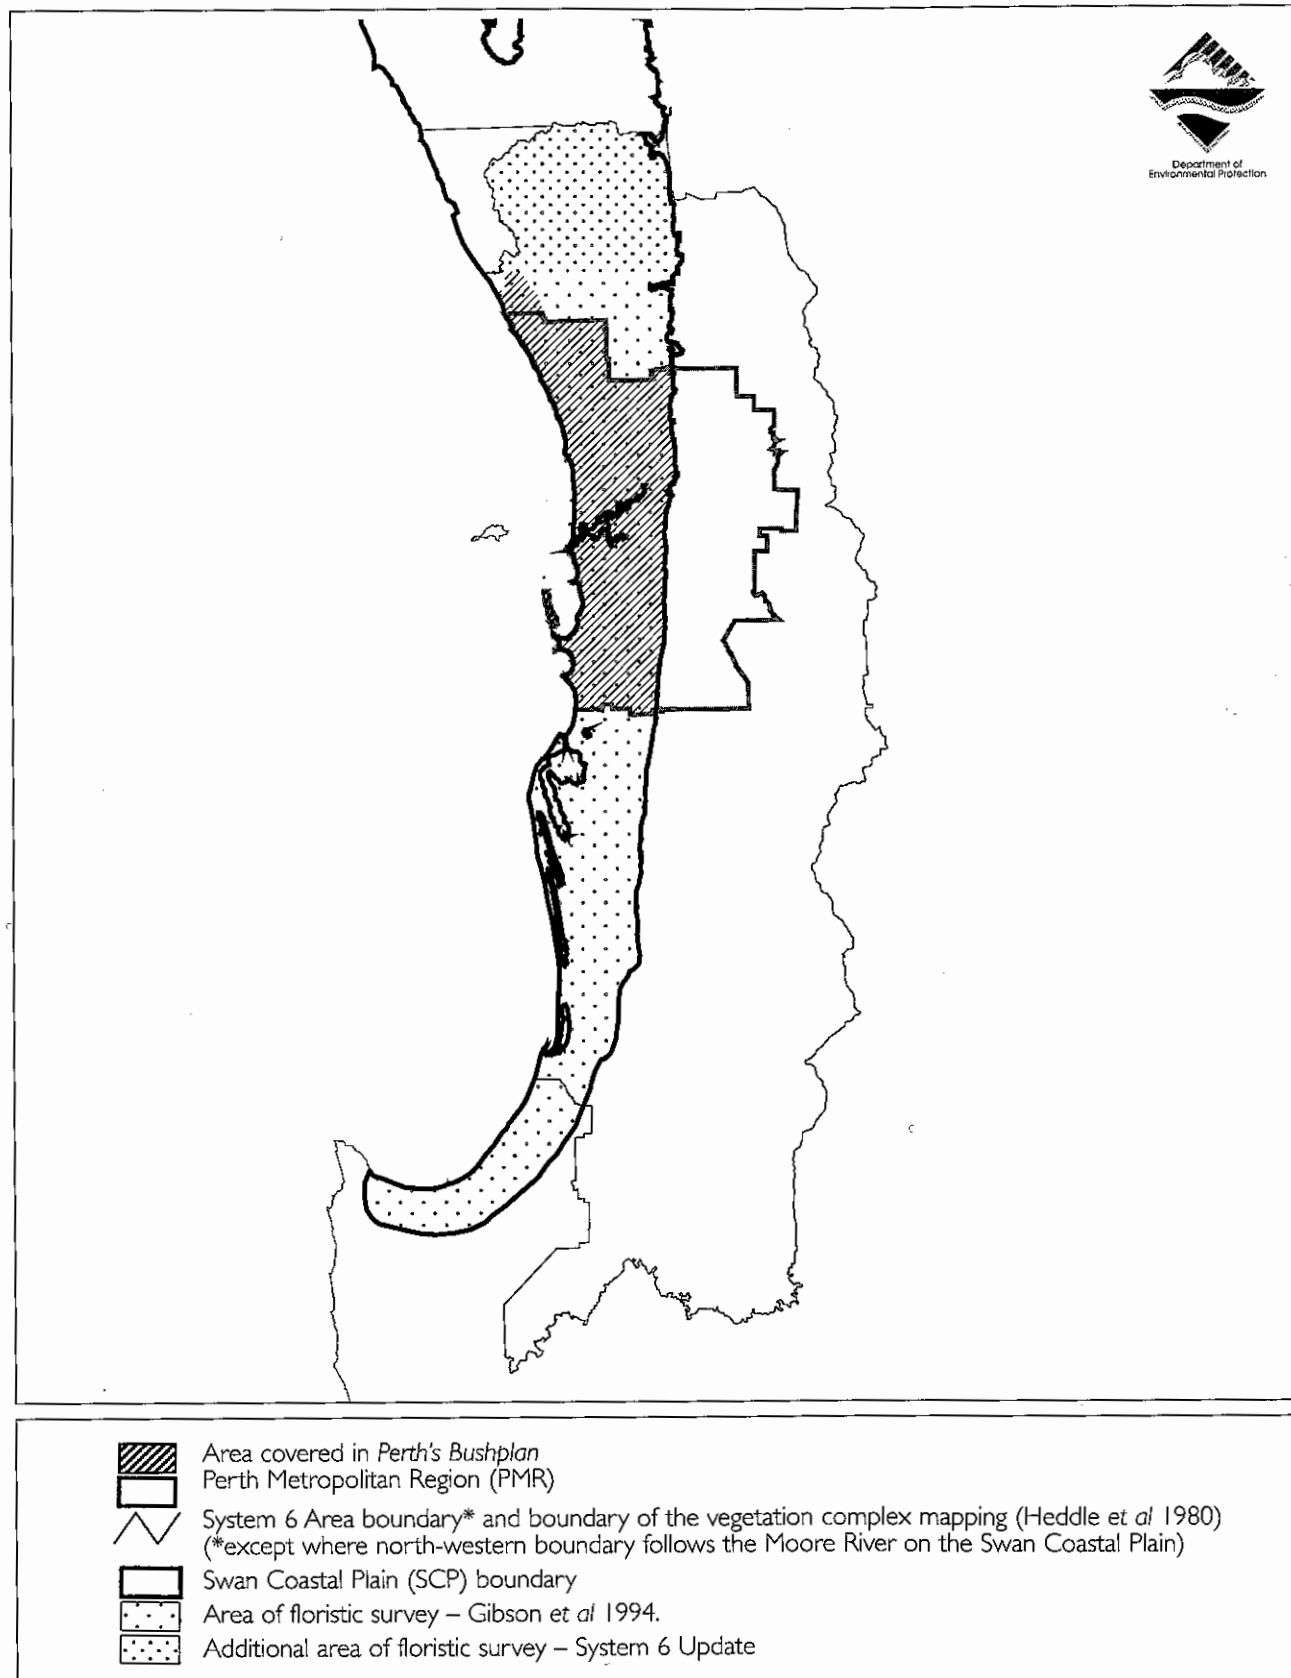 Department of
Environmental Protection
Area covered in Perth's Bushplan
Perth Metropolitan Region (PMR)
System 6 Area boundary* and boundary of the vegetation complex mapping (Heddle et al 1980)
(*except where north-western boundary follows the Moore River on the Swan Coastal Plain)
Swan Coastal Plain (SCP) boundary
Area of floristic survey – Gibson et al 1994.
Additional area of floristic survey – System 6 Update